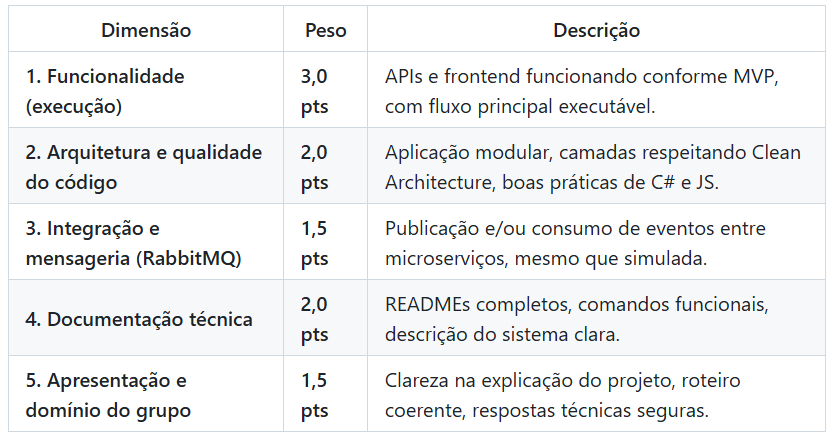 Dimensão Peso Descrição
1. Funcionalidade (execução) 3,0 pts APIs e frontend funcionando conforme MVP, com fluxo principal executável.
2. Arquitetura e qualidade do código 2,0 pts Aplicação modular, camadas respeitando Clean Architecture, boas práticas de C# e JS.
3. Integração e mensageria (RabbitMQ) 1,5 pts Publicação e/ou consumo de eventos entre microserviços, mesmo que simulada.
4. Documentação técnica 2,0 pts READMEs completos, comandos funcionais, descrição do sistema clara.
5. Apresentação e domínio do grupo 1,5 pts Clareza na explicação do projeto, roteiro coerente, respostas técnicas seguras.